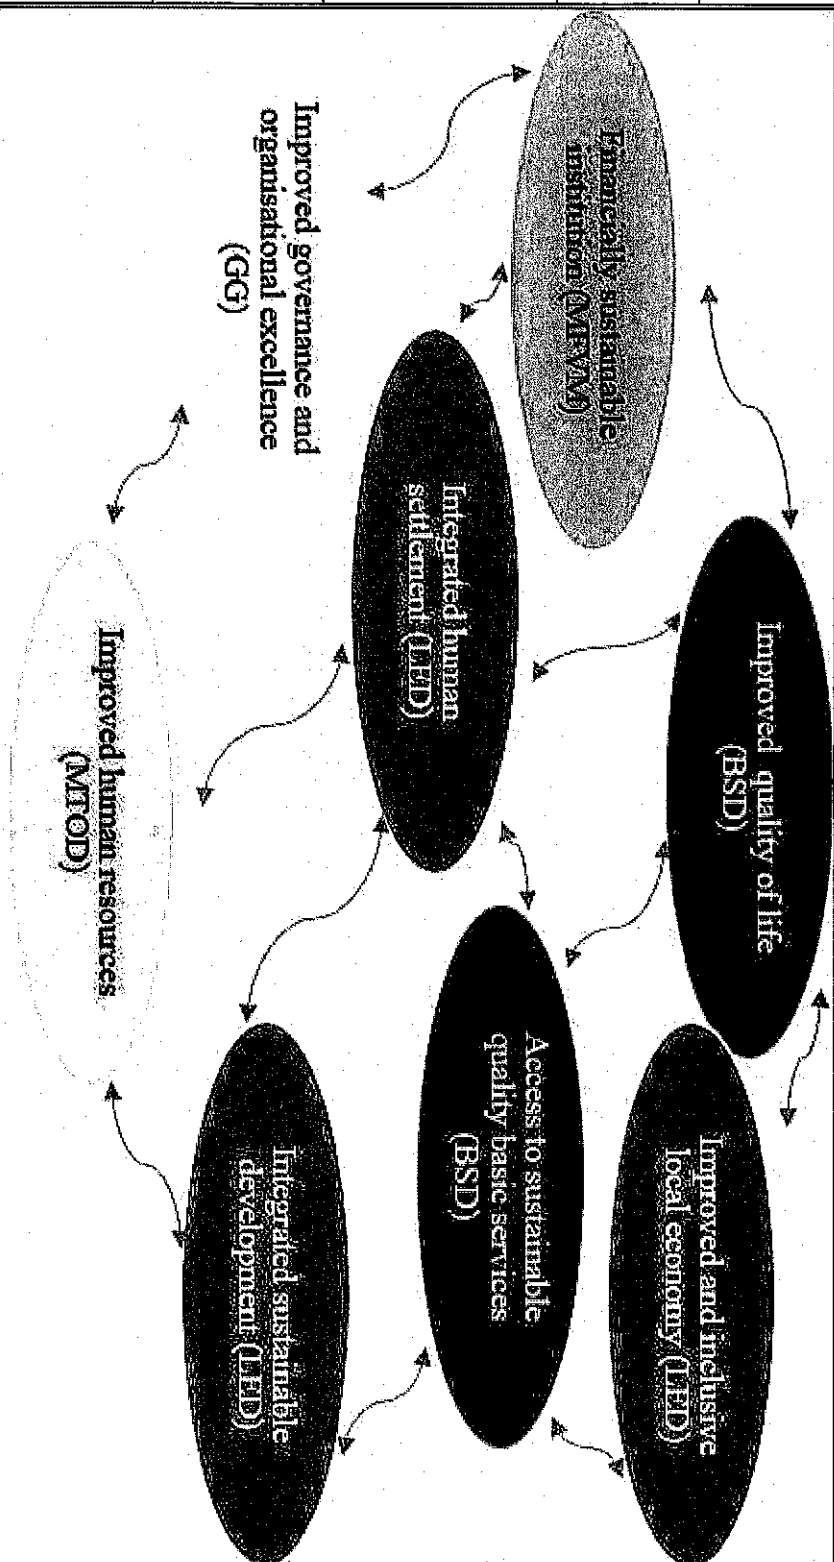 Improved quality of life
(BSD)
Improved and inclusive
local economy (LED)
Financially sustainable
institution (MFVM)
Access to sustainable
quality basic services
(BSD)
Integrated human
settlement (LED)
Improved governance and
organisational excellence
(GG)
Integrated sustainable
development (LED)
Improved human resources
(MTOD)